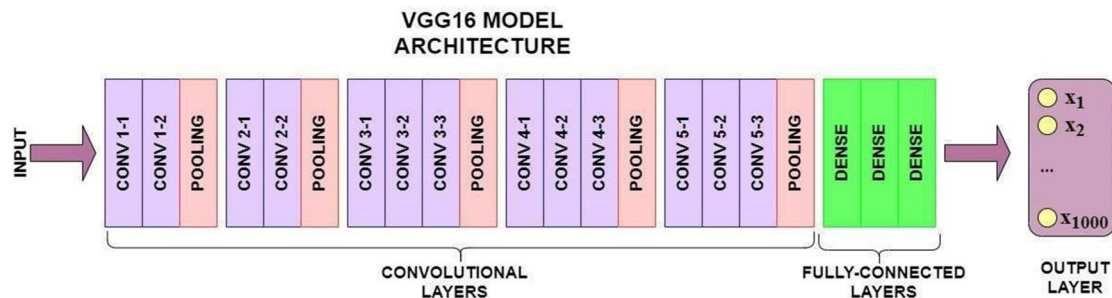 VGG16 MODEL
ARCHITECTURE
INPUT
CONV 1-1
CONV 1-2
POOLING
CONV 2-1
CONV 2-2
POOLING
CONV 3-1
CONV 3-2
CONV 3-3
POOLING
CONV 4-1
CONV 4-2
CONV 4-3
POOLING
CONV 5-1
CONV 5-2
CONV 5-3
POOLING
DENSE
DENSE
DENSE
x1
x2
...
x1000
CONVOLUTIONAL
LAYERS
FULLY-CONNECTED
LAYERS
OUTPUT
LAYER